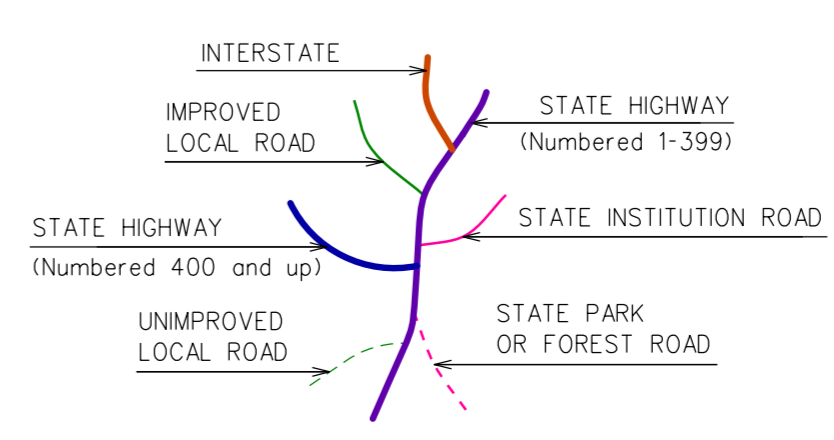 INTERSTATE
IMPROVED
LOCAL ROAD
STATE HIGHWAY
(Numbered 1-399)
STATE HIGHWAY
(Numbered 400 and up)
STATE INSTITUTION ROAD
UNIMPROVED
LOCAL ROAD
STATE PARK
OR FOREST ROAD